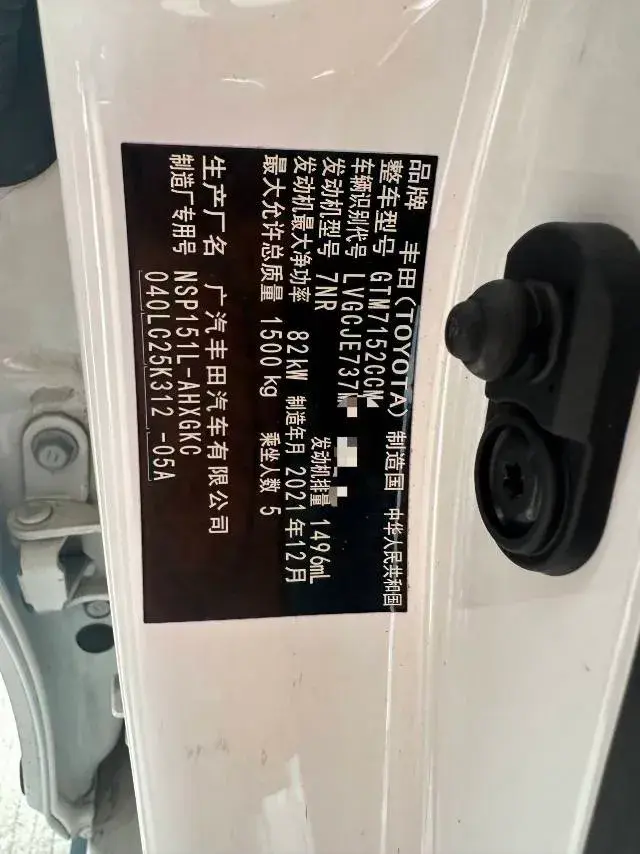 品牌 丰田(TOYOTA) 制造国 中华人民共和国
整车型号 GTM7152CCM
车辆识别代号 LVGCJE737
发动机型号 7NR 发动机排量 1496mL
发动机最大净功率 82kW 制造年月 2021年12月
最大允许总质量 1500kg 乘坐人数 5
生产厂名 广汽丰田汽车有限公司
制造厂专用号 NSP151L-AHXGKC
040LC25K312 -05A